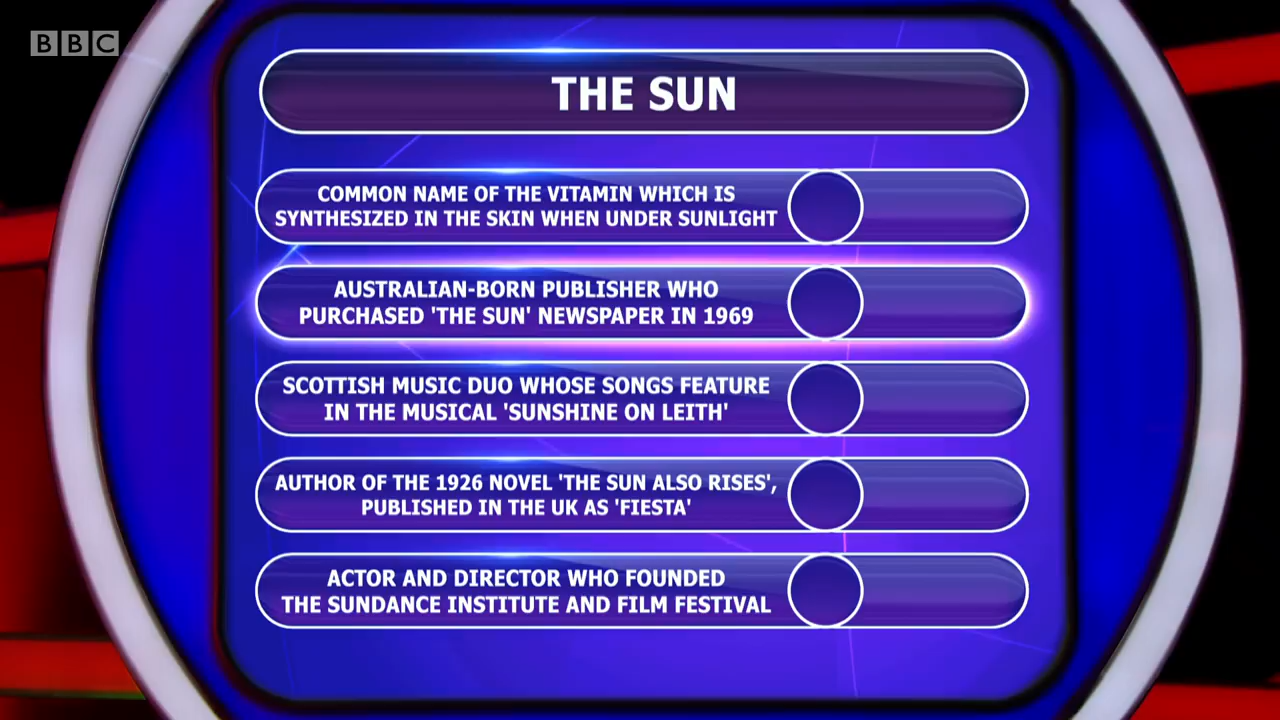 BBC
THE SUN
COMMON NAME OF THE VITAMIN WHICH IS
SYNTHESIZED IN THE SKIN WHEN UNDER SUNLIGHT
AUSTRALIAN-BORN PUBLISHER WHO
PURCHASED 'THE SUN' NEWSPAPER IN 1969
SCOTTISH MUSIC DUO WHOSE SONGS FEATURE
IN THE MUSICAL 'SUNSHINE ON LEITH'
AUTHOR OF THE 1926 NOVEL 'THE SUN ALSO RISES',
PUBLISHED IN THE UK AS 'FIESTA'
ACTOR AND DIRECTOR WHO FOUNDED
THE SUNDANCE INSTITUTE AND FILM FESTIVAL